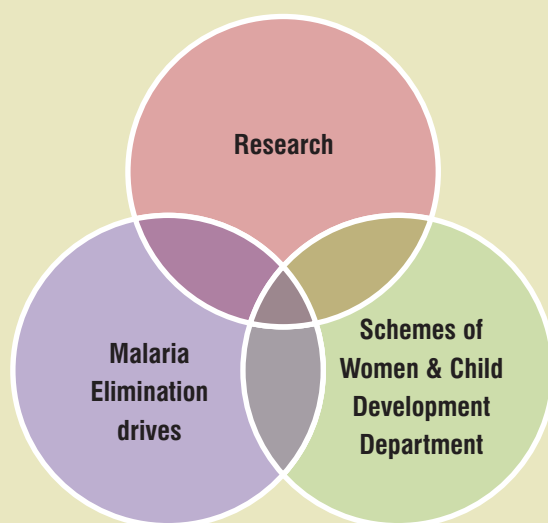 Research
Malaria
Elimination
drives
Schemes of
Women & Child
Development
Department